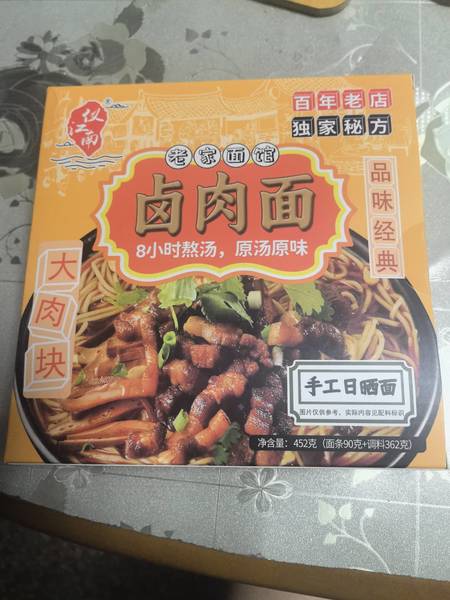 仪江南
百年老店
独家秘方
老家面馆
卤肉面
8小时熬汤，原汤原味
品味经典
大肉块
手工日晒面
图片仅供参考，实际内容见配料标识
净含量：452克（面条90克+调料362克）